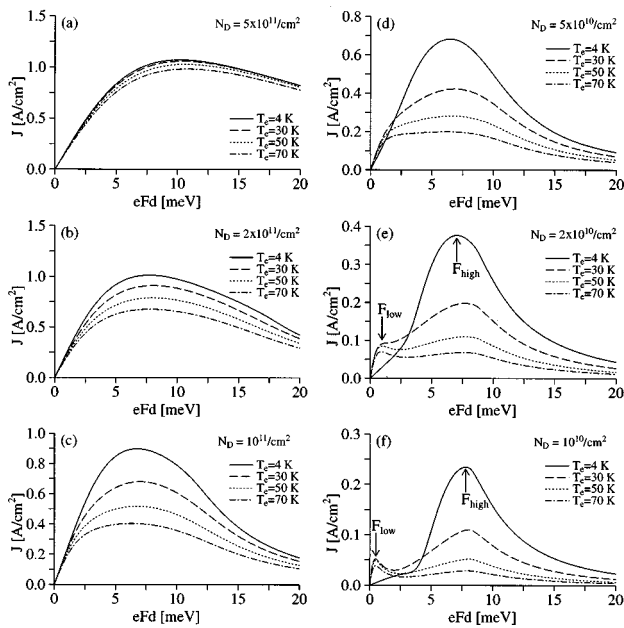 (a) N_D = 5x10^11/cm^2
J [A/cm^2]
1.5
1.0
0.5
0.0
T_e=4 K
T_e=30 K
T_e=50 K
T_e=70 K
0 5 10 15 20
eFd [meV]
(b) N_D = 2x10^11/cm^2
J [A/cm^2]
1.5
1.0
0.5
0.0
T_e=4 K
T_e=30 K
T_e=50 K
T_e=70 K
0 5 10 15 20
eFd [meV]
(c) N_D = 10^11/cm^2
J [A/cm^2]
1.0
0.8
0.6
0.4
0.2
0.0
T_e=4 K
T_e=30 K
T_e=50 K
T_e=70 K
0 5 10 15 20
eFd [meV]
(d) N_D = 5x10^10/cm^2
J [A/cm^2]
0.8
0.6
0.4
0.2
0.0
T_e=4 K
T_e=30 K
T_e=50 K
T_e=70 K
0 5 10 15 20
eFd [meV]
(e) N_D = 2x10^10/cm^2
J [A/cm^2]
0.4
0.3
0.2
0.1
0.0
T_e=4 K
T_e=30 K
T_e=50 K
T_e=70 K
F_high
F_low
0 5 10 15 20
eFd [meV]
(f) N_D = 10^10/cm^2
J [A/cm^2]
0.3
0.2
0.1
0.0
T_e=4 K
T_e=30 K
T_e=50 K
T_e=70 K
F_high
F_low
0 5 10 15 20
eFd [meV]